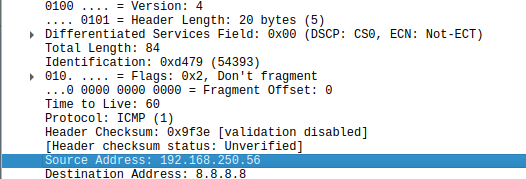 0100 .... = Version: 4
.... 0101 = Header Length: 20 bytes (5)
Differentiated Services Field: 0x00 (DSCP: CS0, ECN: Not-ECT)
Total Length: 84
Identification: 0xd479 (54393)
010. .... = Flags: 0x2, Don't fragment
...0 0000 0000 0000 = Fragment Offset: 0
Time to Live: 60
Protocol: ICMP (1)
Header Checksum: 0x9f3e [validation disabled]
[Header checksum status: Unverified]
Source Address: 192.168.250.56
Destination Address: 8.8.8.8